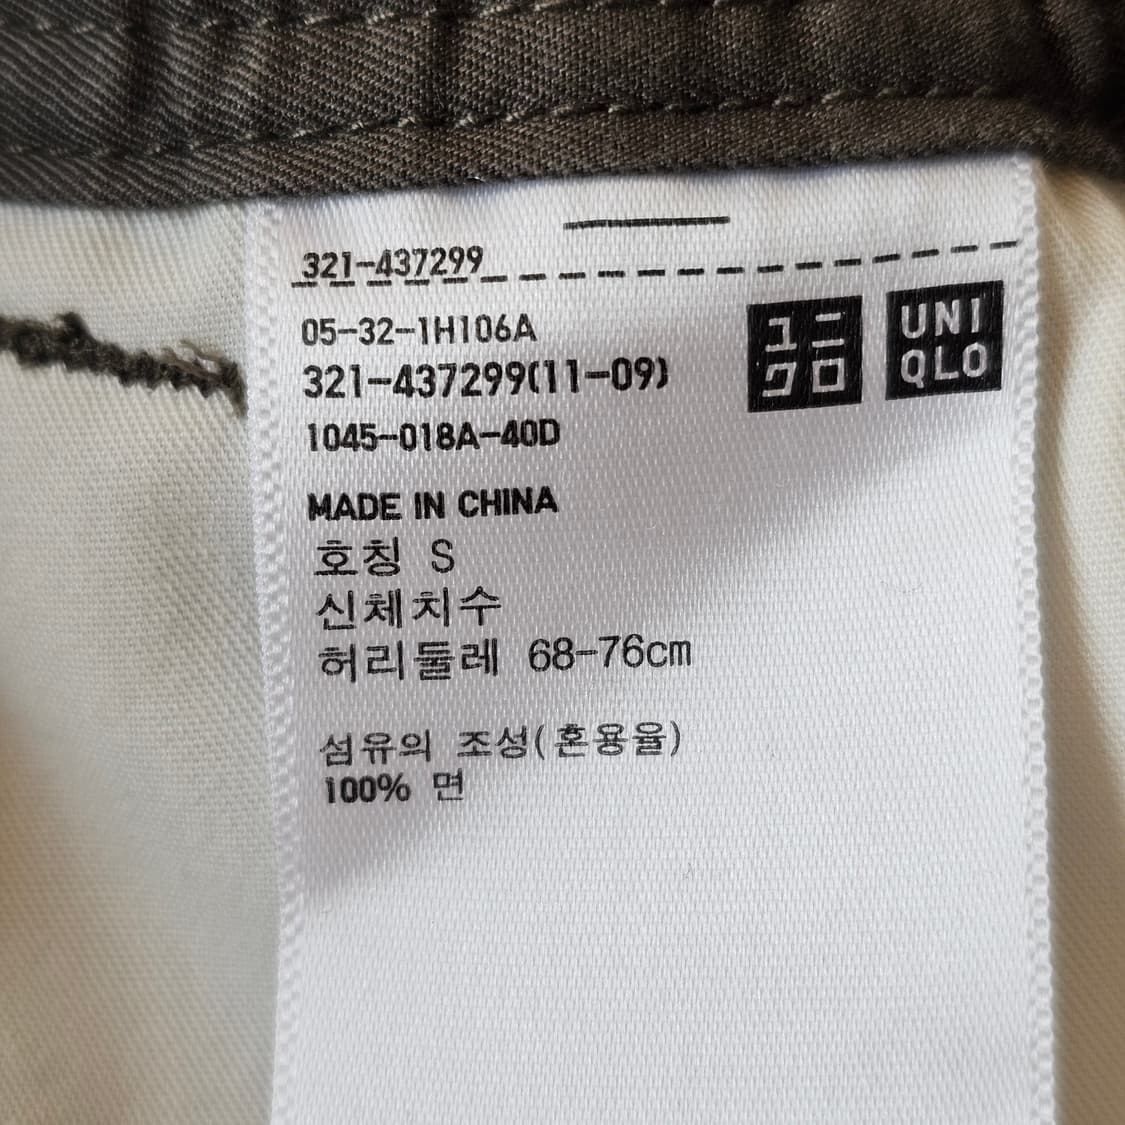 321-437299
05-32-1H106A
321-437299(11-09)
1045-018A-40D
ユニ
クロ
UNI
QLO
MADE IN CHINA
호칭 S
신체치수
허리둘레 68-76cm
섬유의 조성(혼용율)
100% 면